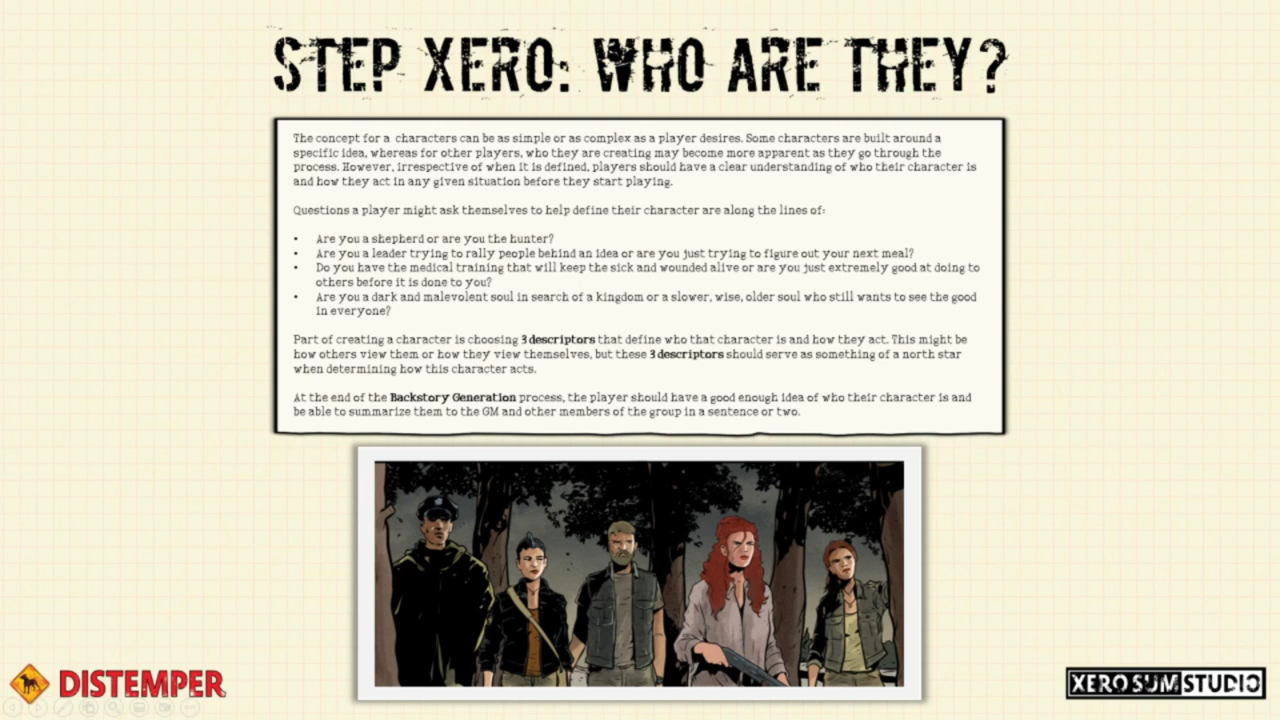 STEP XERO: WHO ARE THEY?
The concept for a characters can be as simple or as complex as a player desires. Some characters are built around a
specific idea, whereas for other players, who they are creating may become more apparent as they go through the
process. However, irrespective of when it is defined, players should have a clear understanding of who their character is
and how they act in any given situation before they start playing.
Questions a player might ask themselves to help define their character are along the lines of:
• Are you a shepherd or are you the hunter?
• Are you a leader trying to rally people behind an idea or are you just trying to figure out your next meal?
• Do you have the medical training that will keep the sick and wounded alive or are you just extremely good at doing to
others before it is done to you?
• Are you a dark and malevolent soul in search of a kingdom or a slower, wise, older soul who still wants to see the good
in everyone?
Part of creating a character is choosing 3 descriptors that define who that character is and how they act. This might be
how others view them or how they view themselves, but these 3 descriptors should serve as something of a north star
when determining how this character acts.
At the end of the Backstory Generation process, the player should have a good enough idea of who their character is and
be able to summarize them to the GM and other members of the group in a sentence or two.
DISTEMPER
XERO SUM STUDIO